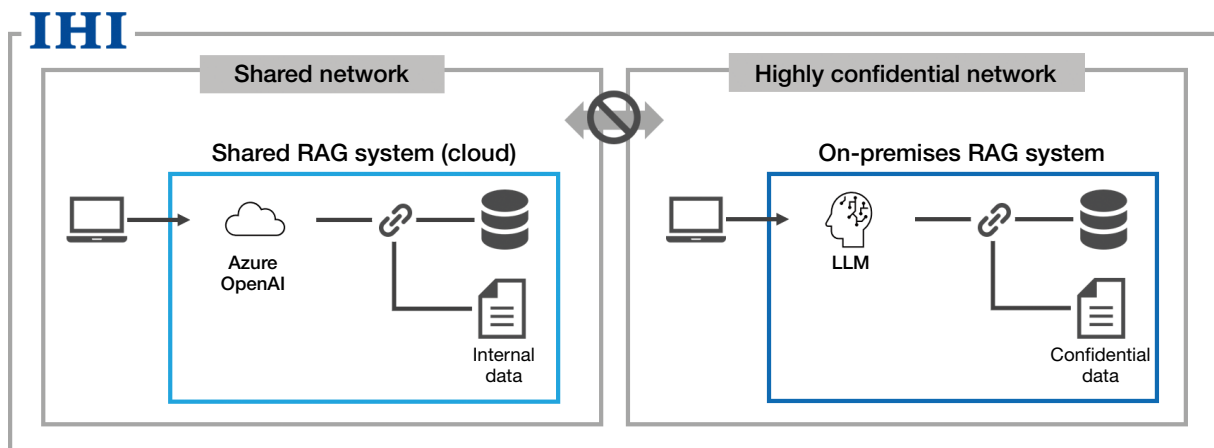 IHI
Shared network
Shared RAG system (cloud)
Azure
OpenAI
Internal
data
Highly confidential network
On-premises RAG system
LLM
Confidential
data